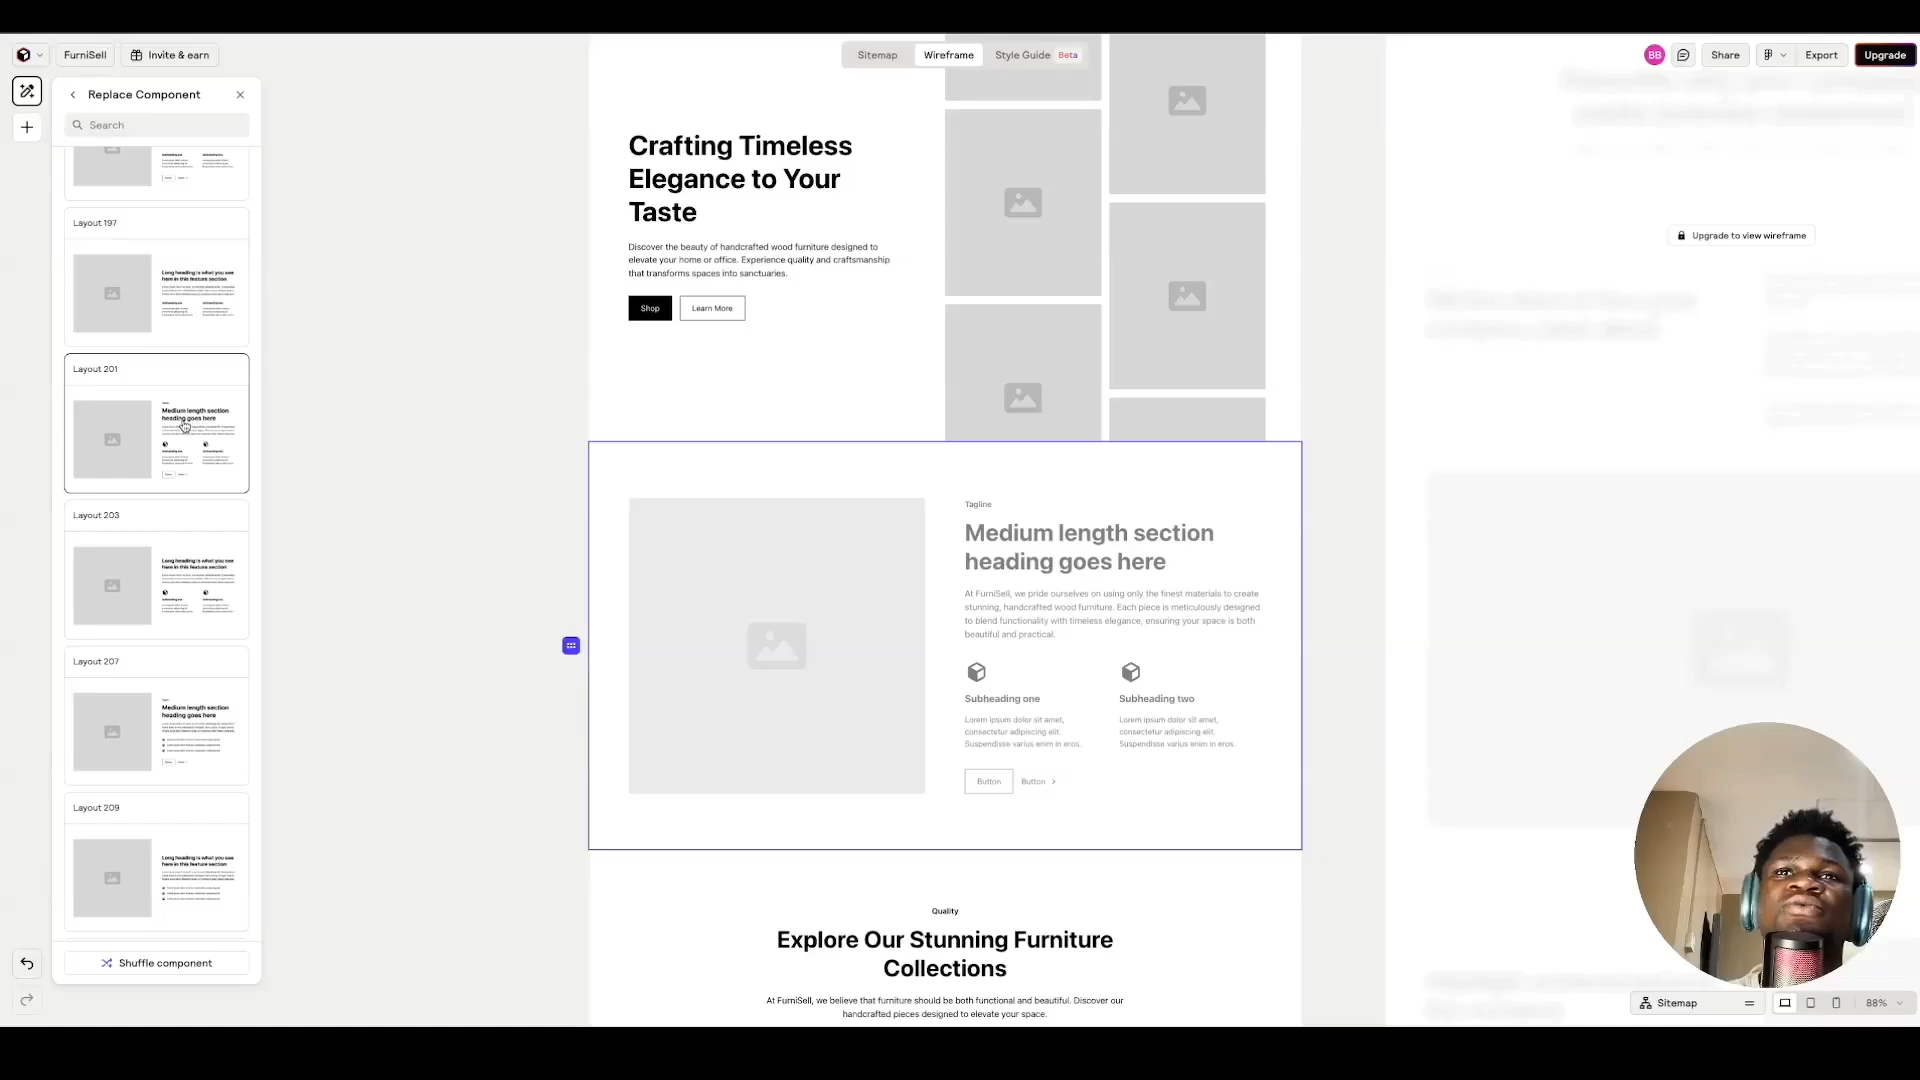 FurniSell
Invite & earn
Sitemap
Wireframe
Style Guide Beta
BB
Share
Export
Upgrade
Replace Component
Search
Layout 197
Long heading is what you see
here in this feature section
Layout 201
Medium length section
heading goes here
Layout 203
Long heading is what you see
here in this feature section
Layout 207
Medium length section
heading goes here
Layout 209
Long heading is what you see
here in this feature section
Shuffle component
Crafting Timeless
Elegance to Your
Taste
Discover the beauty of handcrafted wood furniture designed to
elevate your home or office. Experience quality and craftsmanship
that transforms spaces into sanctuaries.
Shop
Learn More
Tagline
Medium length section
heading goes here
At FurniSell, we pride ourselves on using only the finest materials to create
stunning, handcrafted wood furniture. Each piece is meticulously designed
to blend functionality with timeless elegance, ensuring your space is both
beautiful and practical.
Subheading one
Lorem ipsum dolor sit amet,
consectetur adipiscing elit.
Suspendisse varius enim in eros.
Subheading two
Lorem ipsum dolor sit amet,
consectetur adipiscing elit.
Suspendisse varius enim in eros.
Button
Button >
Quality
Explore Our Stunning Furniture
Collections
At FurniSell, we believe that furniture should be both functional and beautiful. Discover our
handcrafted pieces designed to elevate your space.
Upgrade to view wireframe
Sitemap
88%